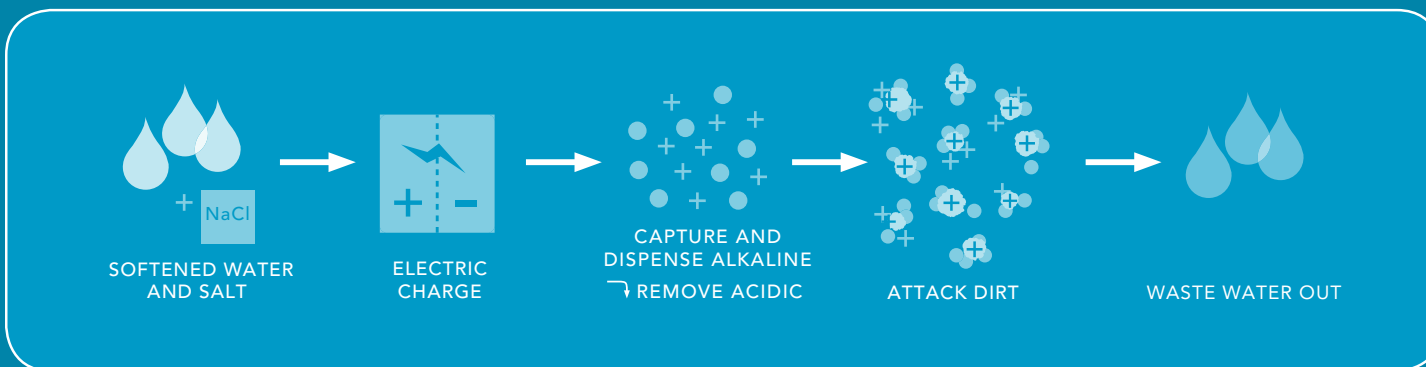 NaCl
SOFTENED WATER
AND SALT
ELECTRIC
CHARGE
CAPTURE AND
DISPENSE ALKALINE
REMOVE ACIDIC
ATTACK DIRT
WASTE WATER OUT